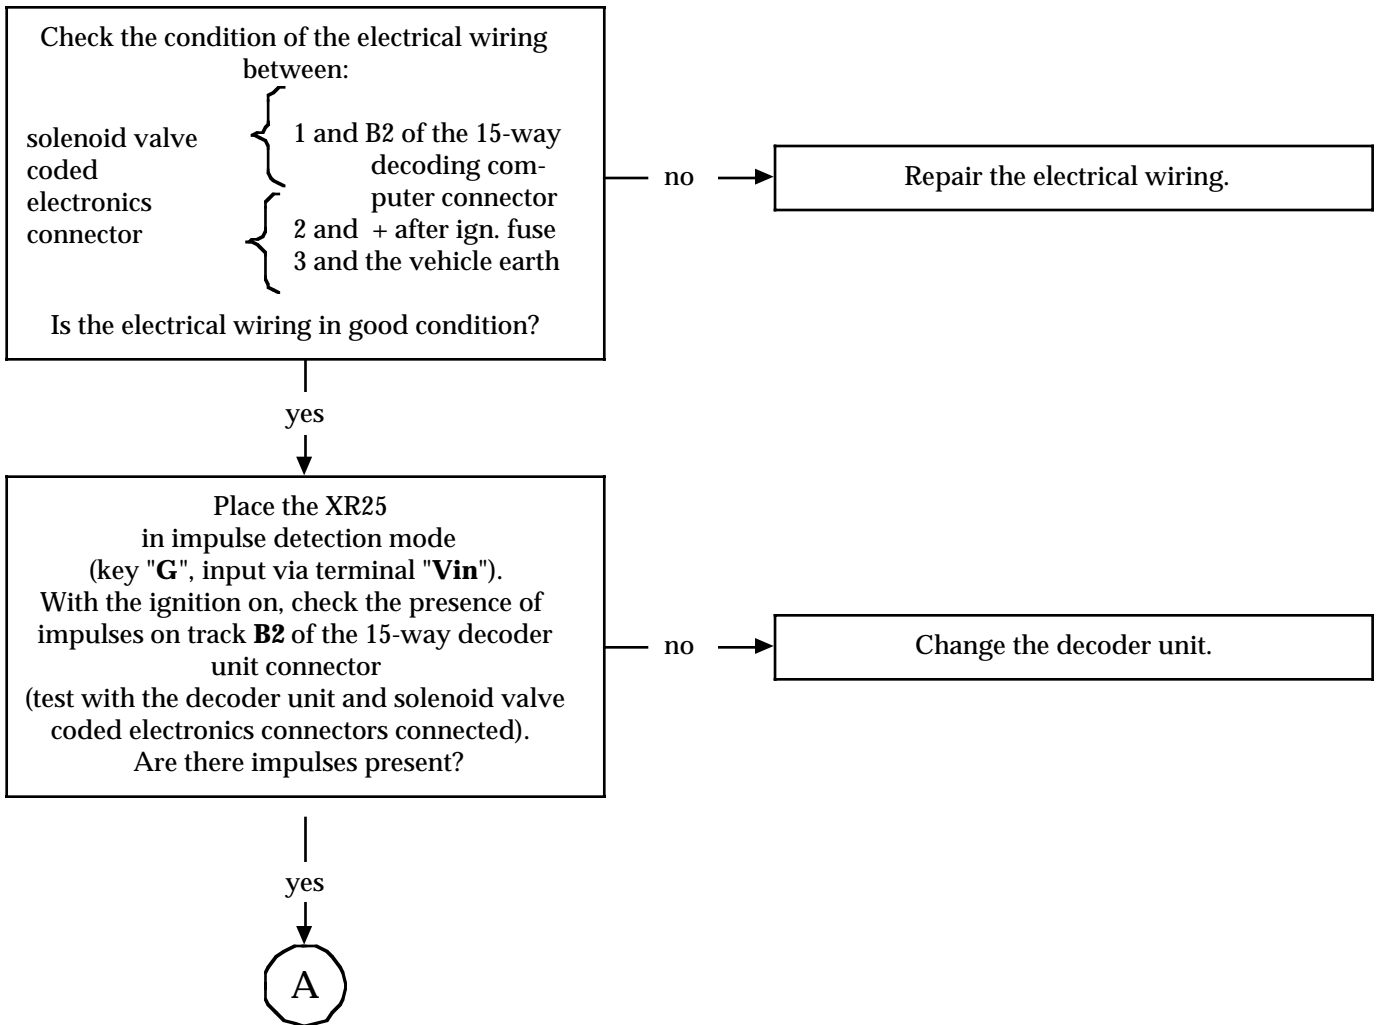 Check the condition of the electrical wiring
between:
solenoid valve
coded
electronics
connector
1 and B2 of the 15-way
decoding com-
puter connector
2 and + after ign. fuse
3 and the vehicle earth
Is the electrical wiring in good condition?
no
Repair the electrical wiring.
yes
Place the XR25
in impulse detection mode
(key "G", input via terminal "Vin").
With the ignition on, check the presence of
impulses on track B2 of the 15-way decoder
unit connector
(test with the decoder unit and solenoid valve
coded electronics connectors connected).
Are there impulses present?
no
Change the decoder unit.
yes
A